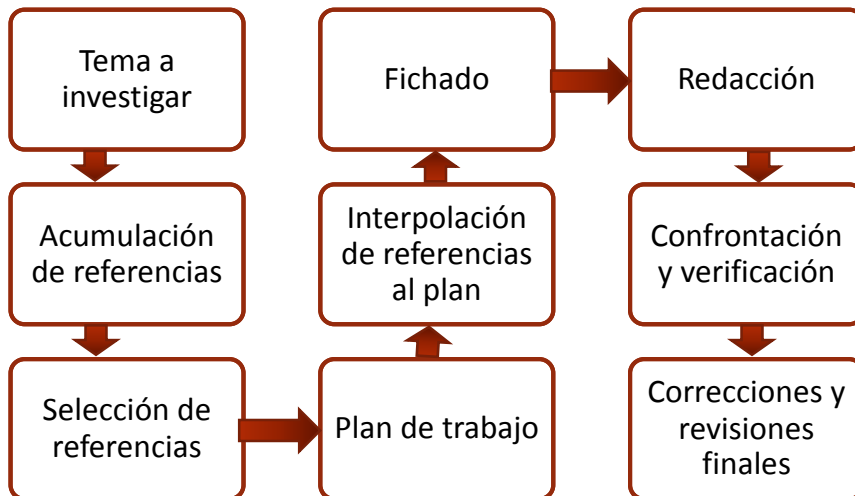 Tema a
investigar
Acumulación
de referencias
Selección de
referencias
Plan de trabajo
Interpolación
de referencias
al plan
Fichado
Redacción
Confrontación
y verificación
Correcciones y
revisiones
finales